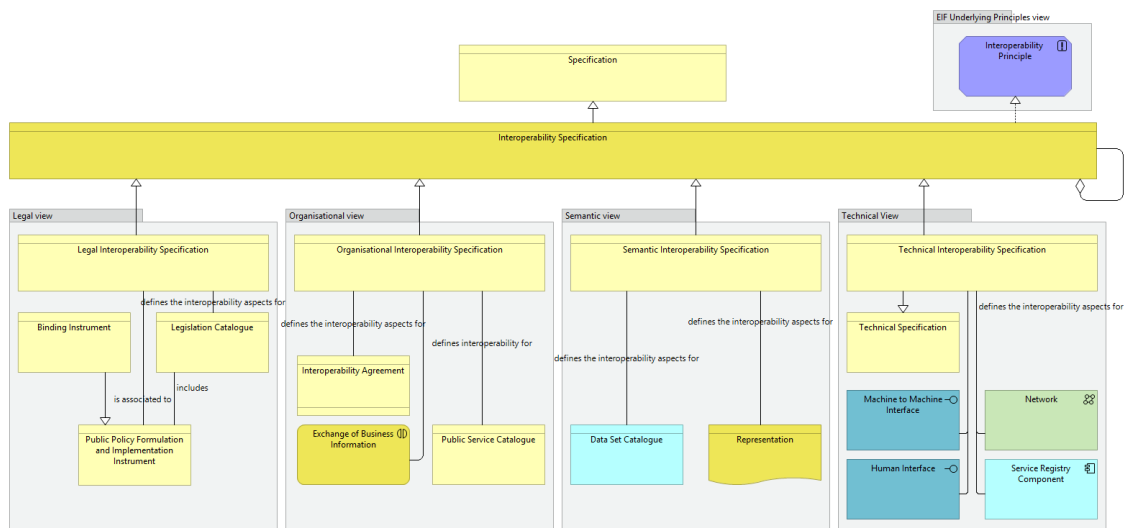 EIF Underlying Principles view
Interoperability
Principle
Specification
Interoperability Specification
Legal view
Legal Interoperability Specification
defines the interoperability aspects for
Binding Instrument
Legislation Catalogue
includes
is associated to
Public Policy Formulation
and Implementation
Instrument
Organisational view
Organisational Interoperability Specification
defines the interoperability aspects for
defines interoperability for
Interoperability Agreement
Exchange of Business
Information
Public Service Catalogue
Semantic view
Semantic Interoperability Specification
defines the interoperability aspects for
defines the interoperability aspects for
Data Set Catalogue
Representation
Technical View
Technical Interoperability Specification
defines the interoperability aspects for
Technical Specification
Machine to Machine
Interface
Network
Human Interface
Service Registry
Component